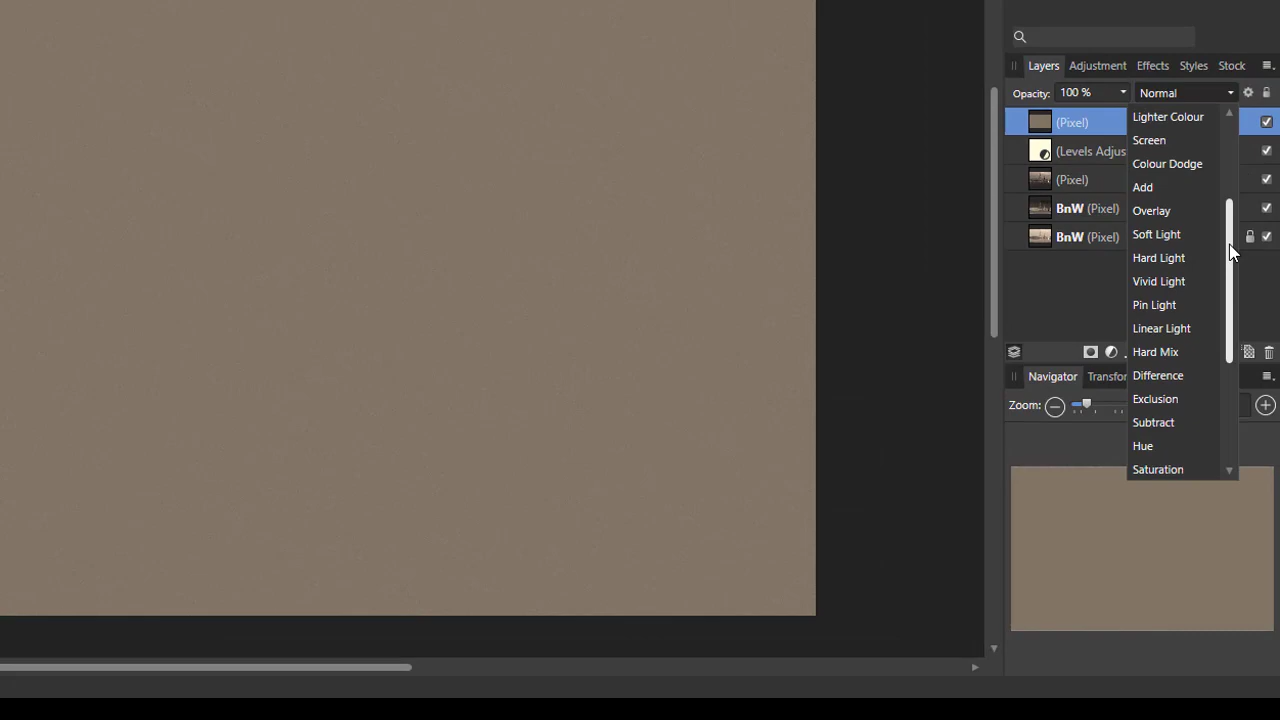 Layers Adjustment Effects Styles Stock
Opacity: 100 % Normal
(Pixel)
(Levels Adjus
(Pixel)
BnW (Pixel)
BnW (Pixel)
Lighter Colour
Screen
Colour Dodge
Add
Overlay
Soft Light
Hard Light
Vivid Light
Pin Light
Linear Light
Hard Mix
Difference
Exclusion
Subtract
Hue
Saturation
Navigator Transfor
Zoom: